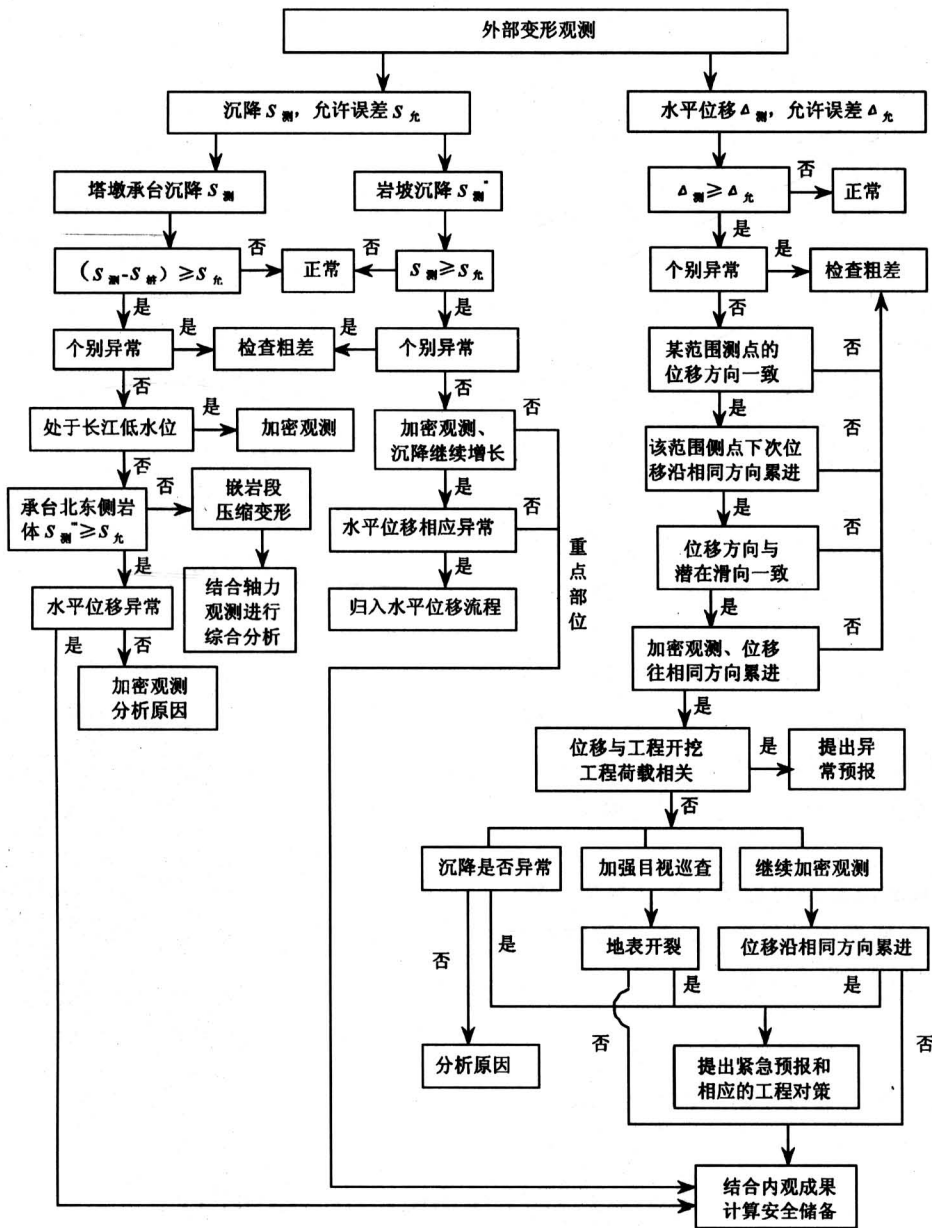 外部变形观测
沉降 S测, 允许误差 S允
水平位移 Δ测, 允许误差 Δ允
塔墩承台沉降 S测
岩坡沉降 S测"
Δ测≥Δ允
否
正常
是
(S测-S桥) ≥S允
否
正常
否
S测≥S允
个别异常
是
检查粗差
是
是
否
个别异常
是
检查粗差
是
个别异常
某范围测点的
位移方向一致
否
否
否
是
处于长江低水位
是
加密观测
加密观测、
沉降继续增长
否
该范围侧点下次位
移沿相同方向累进
否
否
是
是
承台北东侧岩
体 S测"'≥S允
否
嵌岩段
压缩变形
水平位移相应异常
否
重点部位
位移方向与
潜在滑向一致
否
是
是
是
水平位移异常
结合轴力
观测进行
综合分析
归入水平位移流程
加密观测、位移
往相同方向累进
否
是
否
是
加密观测
分析原因
位移与工程开挖
工程荷载相关
是
提出异
常预报
否
沉降是否异常
加强目视巡查
继续加密观测
地表开裂
位移沿相同方向累进
否
是
否
是
是
否
分析原因
提出紧急预报和
相应的工程对策
结合内观成果
计算安全储备